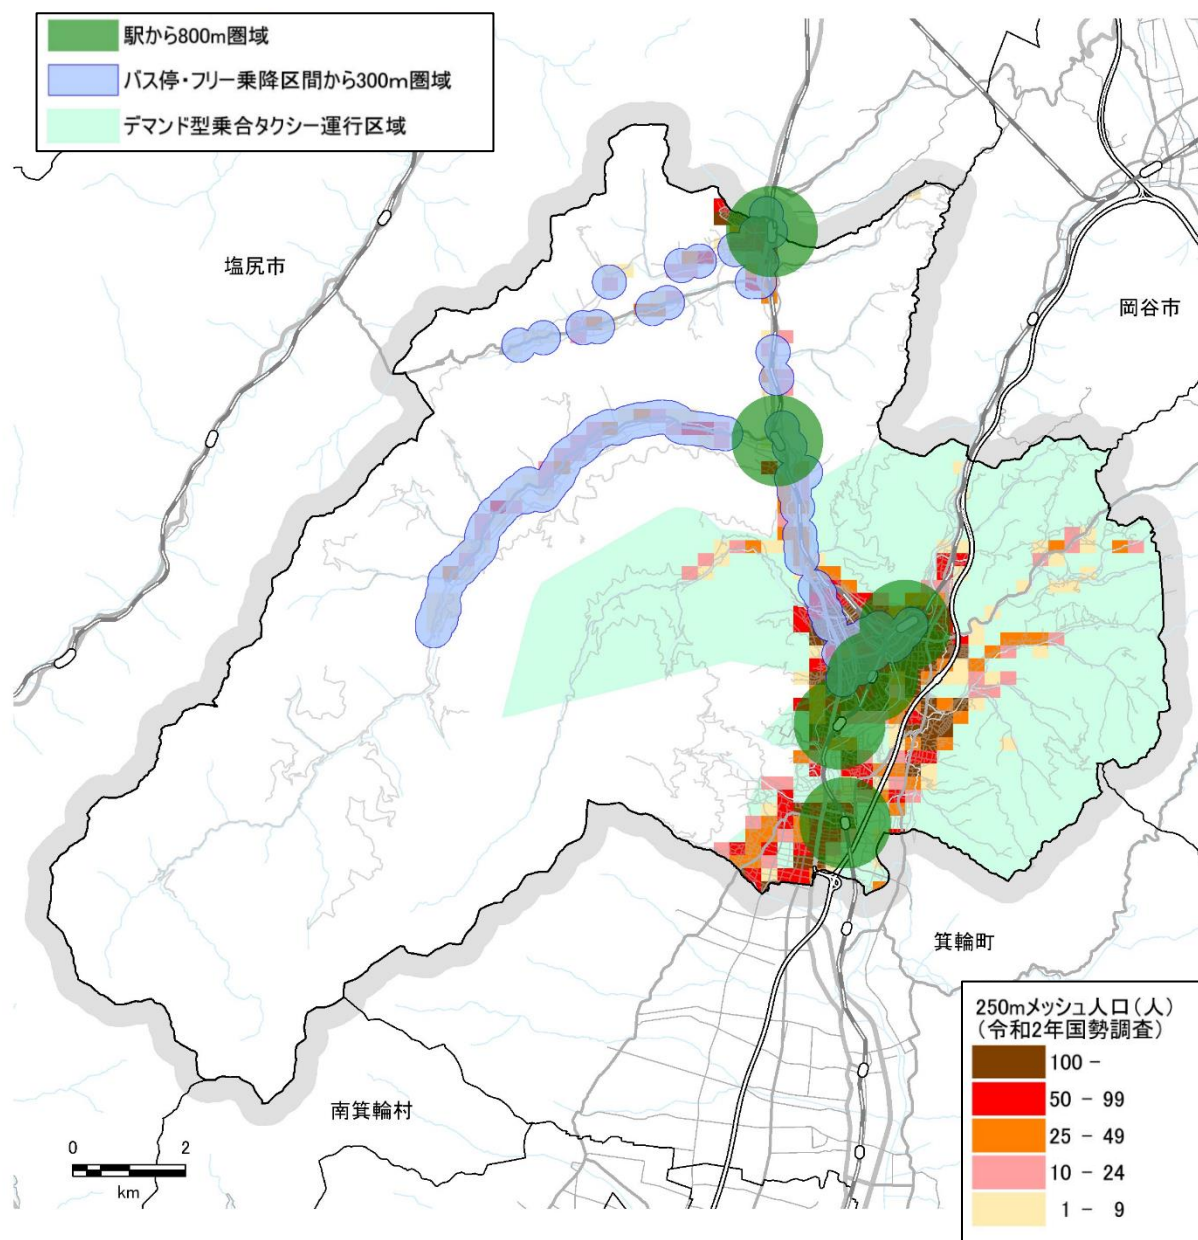 駅から800m圏域
バス停・フリー乗降区間から300m圏域
デマンド型乗合タクシー運行区域
塩尻市
岡谷市
箕輪町
南箕輪村
0 2
km
250mメッシュ人口(人)
(令和2年国勢調査)
100 -
50 - 99
25 - 49
10 - 24
1 - 9